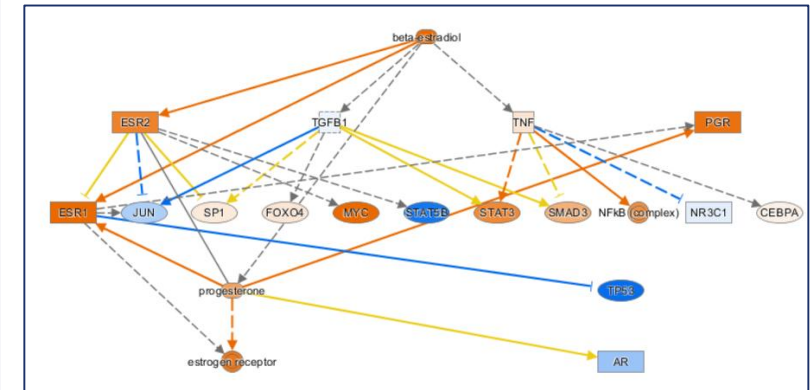 beta-estradiol
ESR2
TGFB1
TNF
PGR
ESR1
JUN
SP1
FOXO4
MYC
STAT5B
STAT3
SMAD3
NFkB (complex)
NR3C1
CEBPA
progesterone
TP53
estrogen receptor
AR